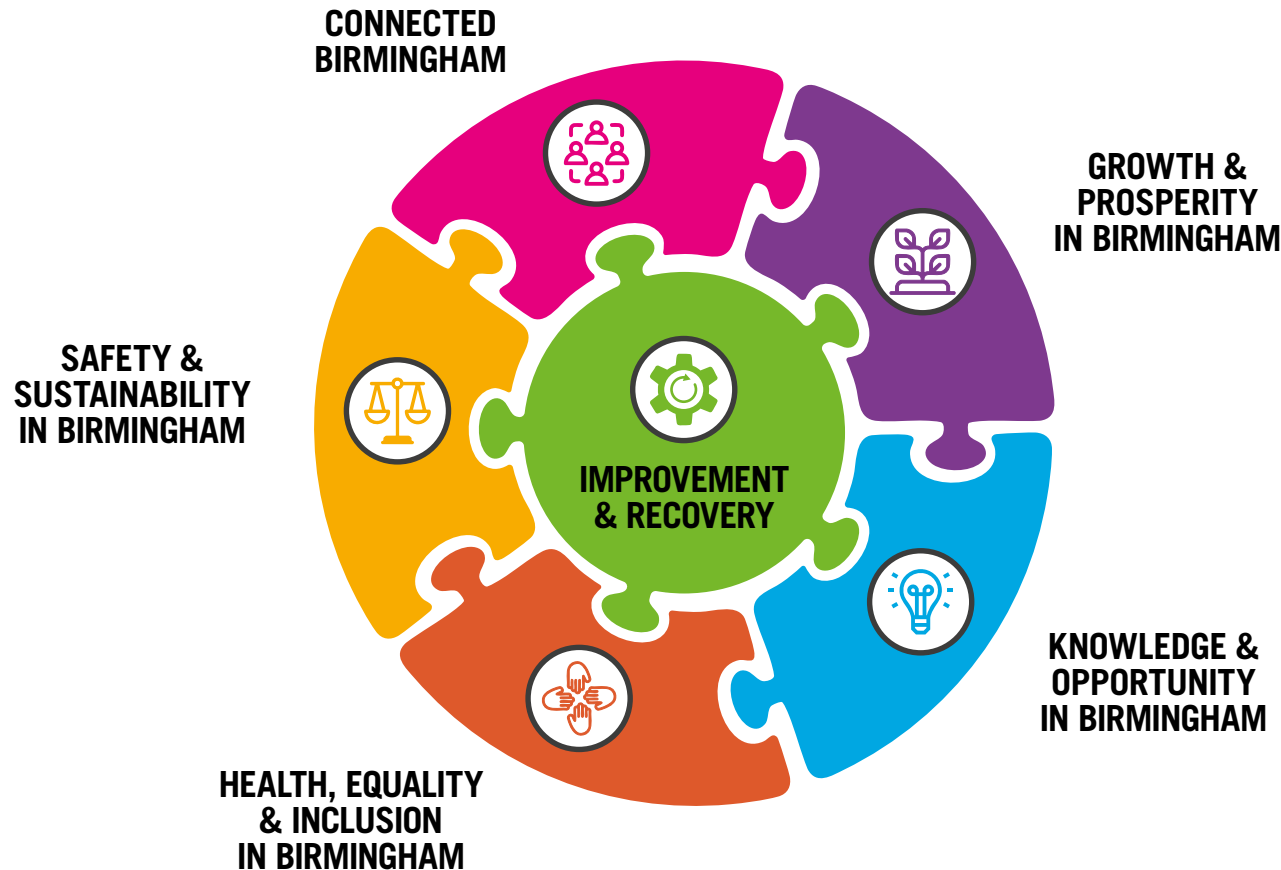 CONNECTED
BIRMINGHAM
GROWTH &
PROSPERITY
IN BIRMINGHAM
SAFETY &
SUSTAINABILITY
IN BIRMINGHAM
IMPROVEMENT
& RECOVERY
KNOWLEDGE &
OPPORTUNITY
IN BIRMINGHAM
HEALTH, EQUALITY
& INCLUSION
IN BIRMINGHAM